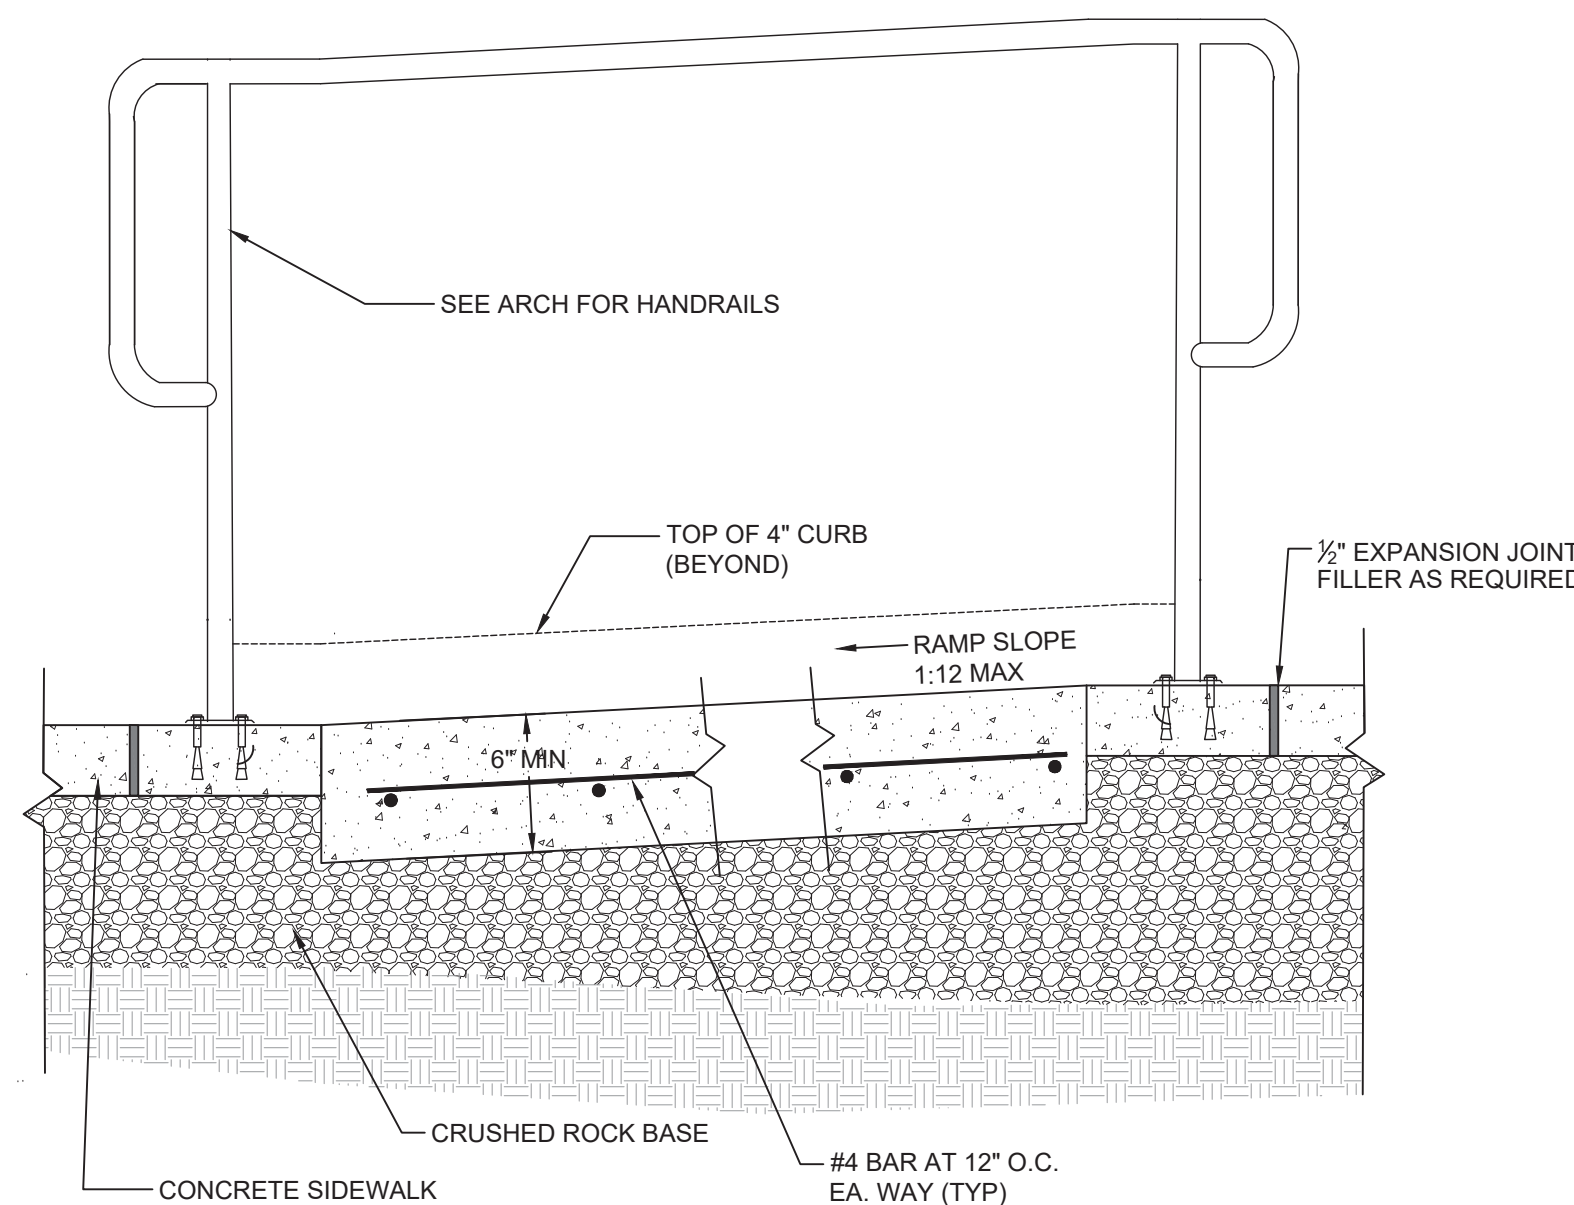 SEE ARCH FOR HANDRAILS
TOP OF 4" CURB
(BEYOND)
½" EXPANSION JOINT
FILLER AS REQUIRED
RAMP SLOPE
1:12 MAX
6" MIN
CRUSHED ROCK BASE
#4 BAR AT 12" O.C.
EA. WAY (TYP)
CONCRETE SIDEWALK